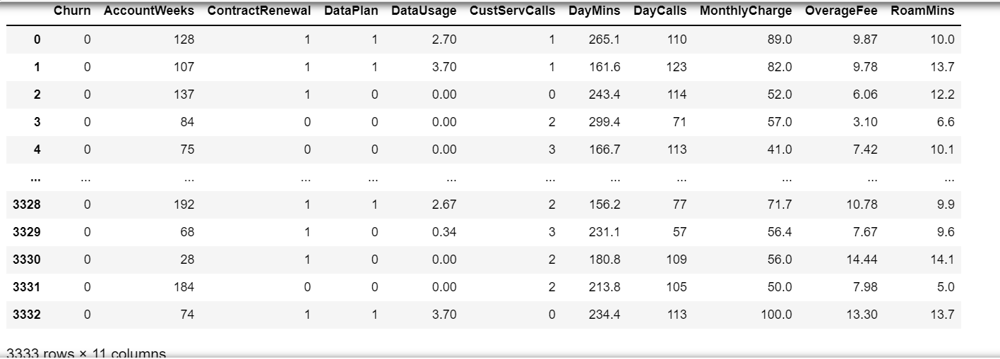 Churn AccountWeeks ContractRenewal DataPlan DataUsage CustServCalls DayMins DayCalls MonthlyCharge OverageFee RoamMins
0 0 128 1 1 2.70 1 265.1 110 89.0 9.87 10.0
1 0 107 1 1 3.70 1 161.6 123 82.0 9.78 13.7
2 0 137 1 0 0.00 0 243.4 114 52.0 6.06 12.2
3 0 84 0 0 0.00 2 299.4 71 57.0 3.10 6.6
4 0 75 0 0 0.00 3 166.7 113 41.0 7.42 10.1
... ... ... ... ... ... ... ... ... ... ... ...
3328 0 192 1 1 2.67 2 156.2 77 71.7 10.78 9.9
3329 0 68 1 0 0.34 3 231.1 57 56.4 7.67 9.6
3330 0 28 1 0 0.00 2 180.8 109 56.0 14.44 14.1
3331 0 184 0 0 0.00 2 213.8 105 50.0 7.98 5.0
3332 0 74 1 1 3.70 0 234.4 113 100.0 13.30 13.7
3333 rows × 11 columns